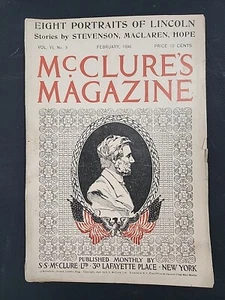 EIGHT PORTRAITS OF LINCOLN
Stories by STEVENSON, MACLAREN, HOPE
VOL. VI, No. 3 FEBRUARY, 1896 PRICE 10 CENTS
McCLURE'S
MAGAZINE
PUBLISHED MONTHLY BY
S·S·McCLURE·LTD· 30 LAFAYETTE PLACE · NEW YORK